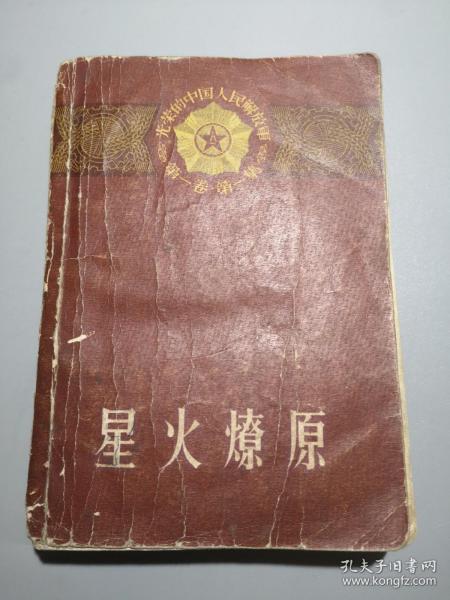 光荣的中国人民解放军
第一卷·第一辑
星火燎原
孔夫子旧书网
www.kongfz.com